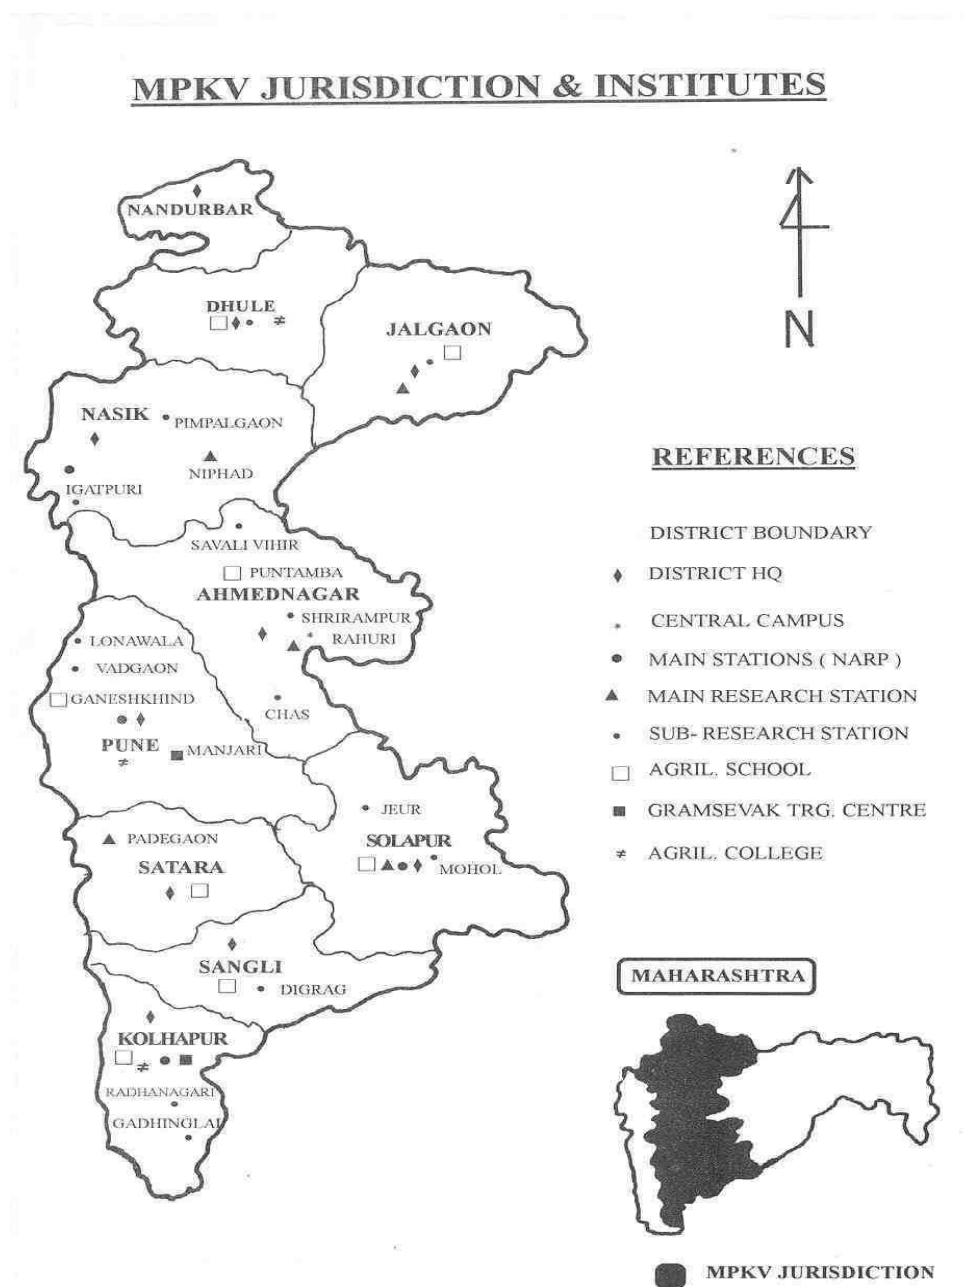 MPKV JURISDICTION & INSTITUTES
NANDURBAR
DHULE
JALGAON
NASIK
PIMPALGAON
NIPHAD
IGATPURI
SAVALI VIHIR
PUNTAMBA
AHMEDNAGAR
SHRIRAMPUR
RAHURI
LONAWALA
VADGAON
GANESHKHIND
CHAS
PUNE
MANJARI
JEUR
PADEGAON
SOLAPUR
SATARA
MOHOL
SANGLI
DIGRAG
KOLHAPUR
RADHANAGARI
GADHINGLAJ
N
REFERENCES
DISTRICT BOUNDARY
DISTRICT HQ
CENTRAL CAMPUS
MAIN STATIONS ( NARP )
MAIN RESEARCH STATION
SUB- RESEARCH STATION
AGRIL. SCHOOL
GRAMSEVAK TRG. CENTRE
AGRIL. COLLEGE
MAHARASHTRA
MPKV JURISDICTION